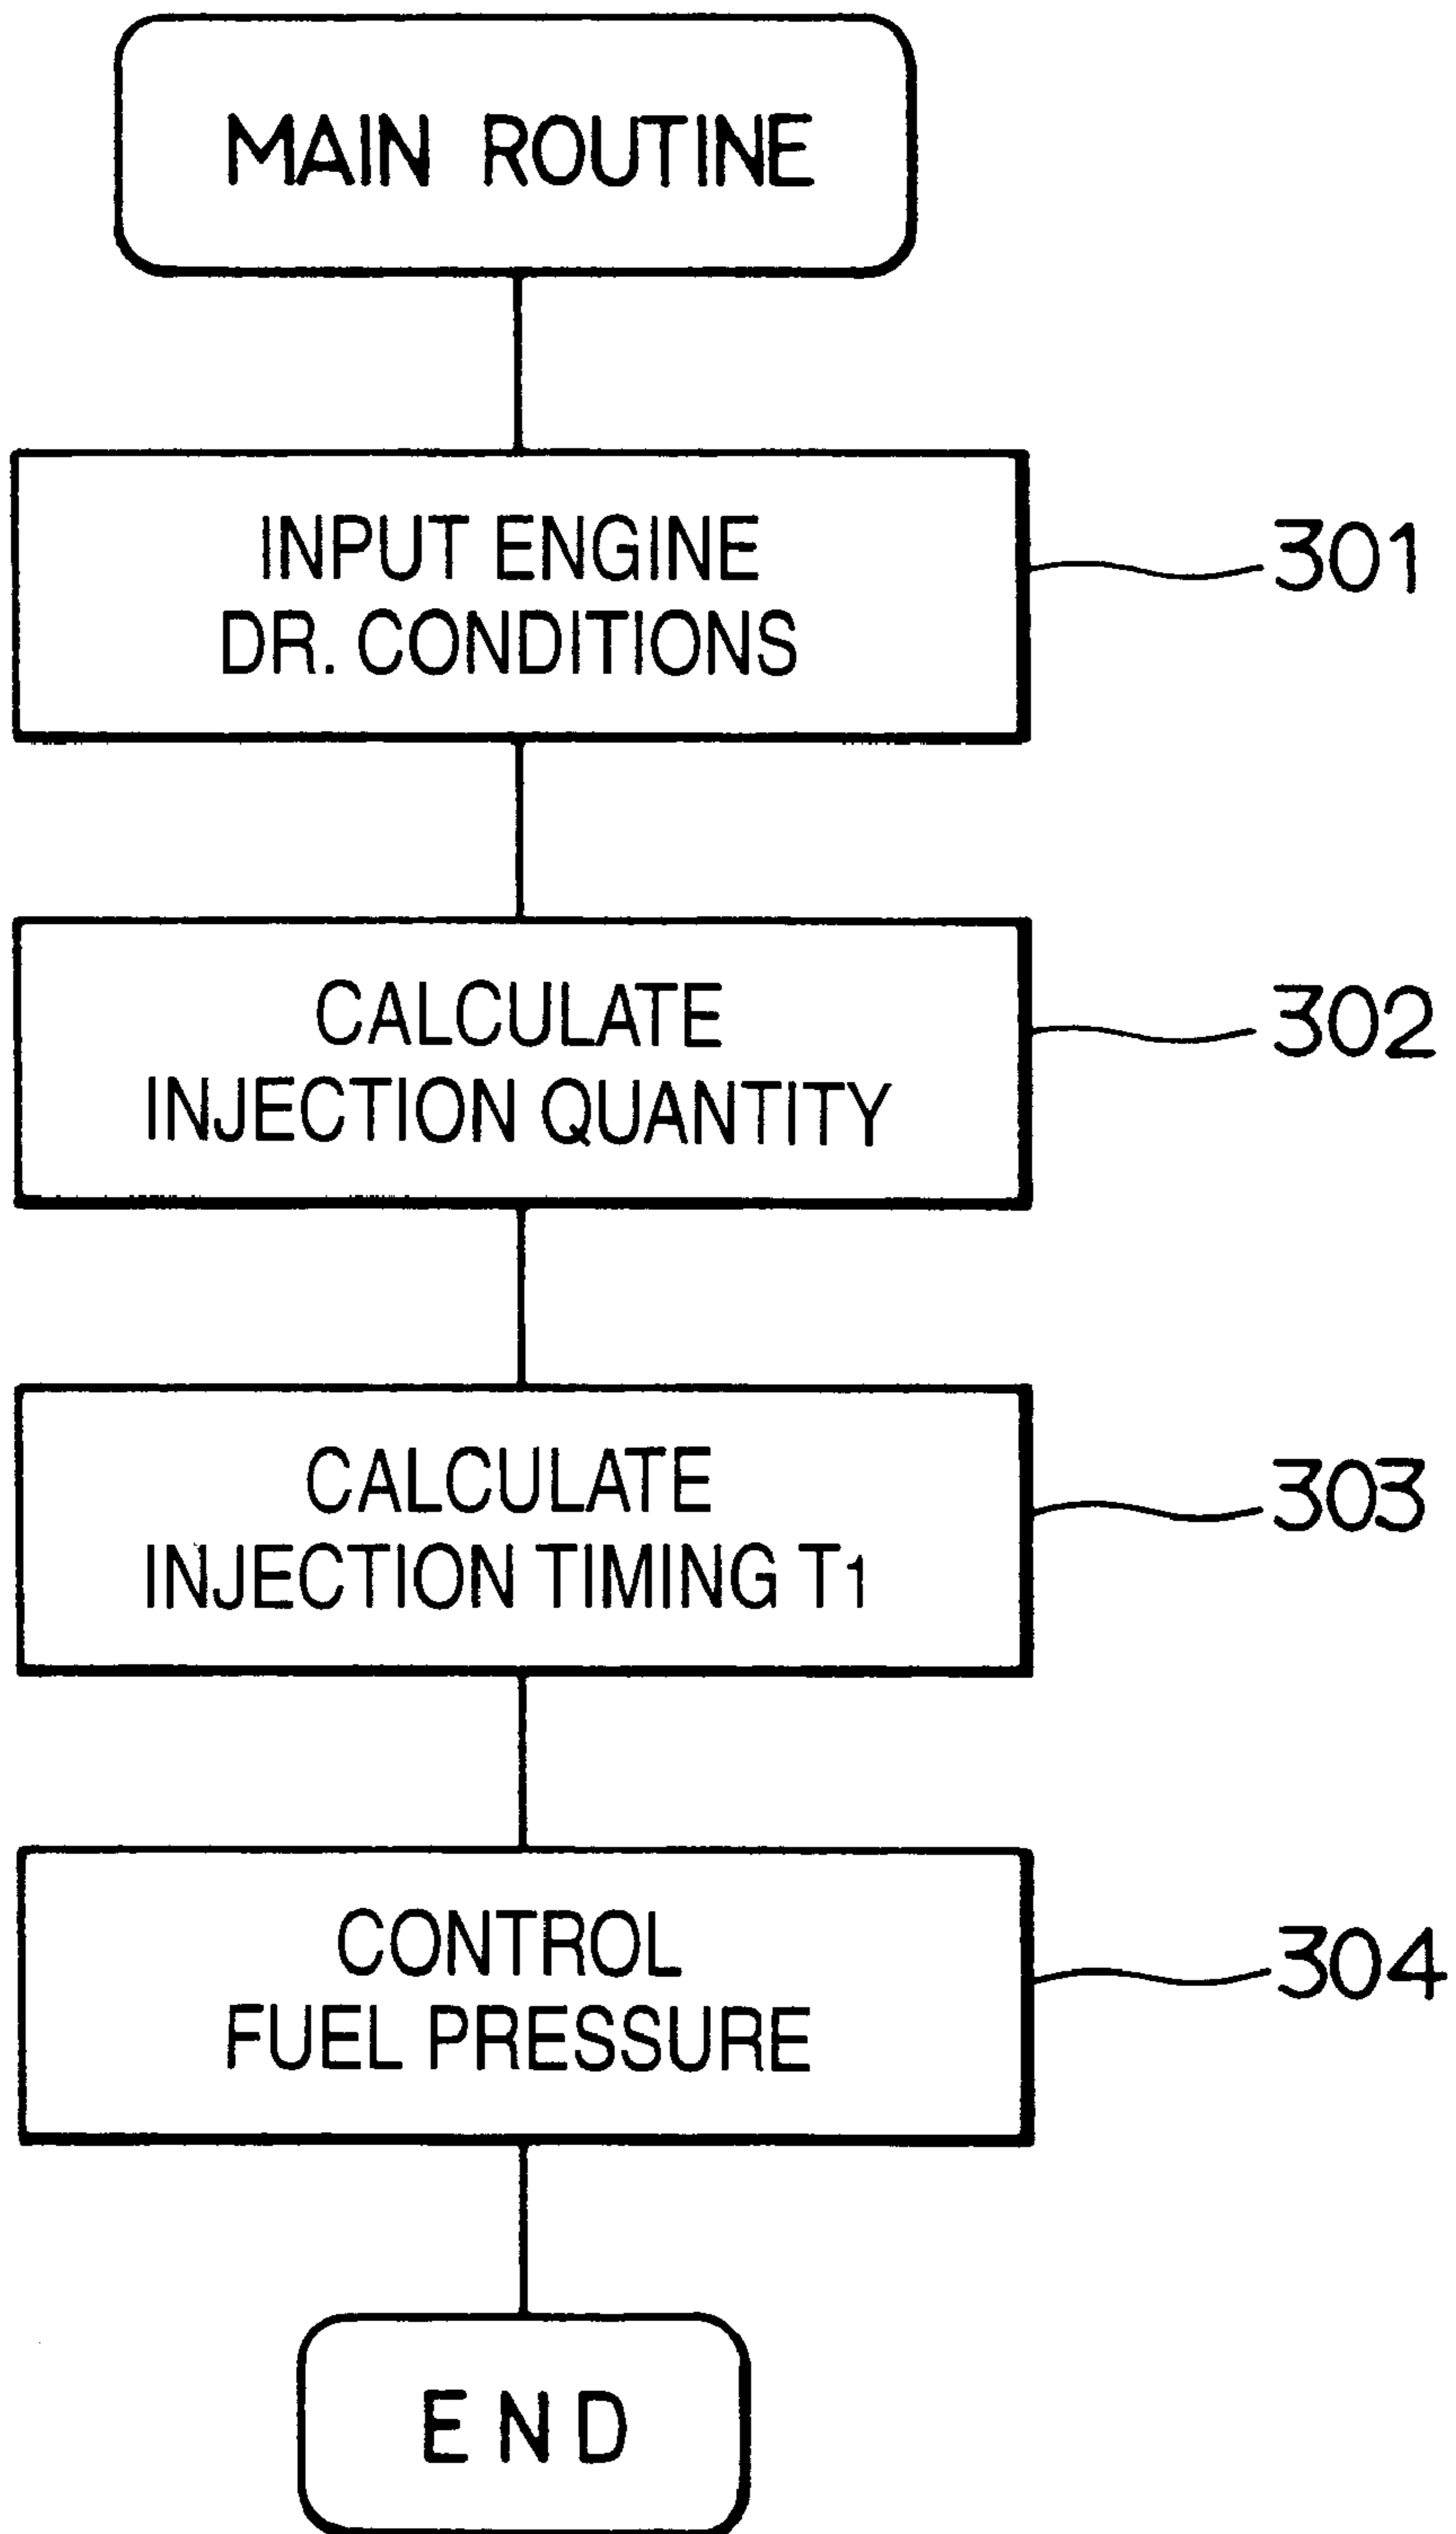 MAIN ROUTINE
INPUT ENGINE
DR. CONDITIONS
301
CALCULATE
INJECTION QUANTITY
302
CALCULATE
INJECTION TIMING T1
303
CONTROL
FUEL PRESSURE
304
END